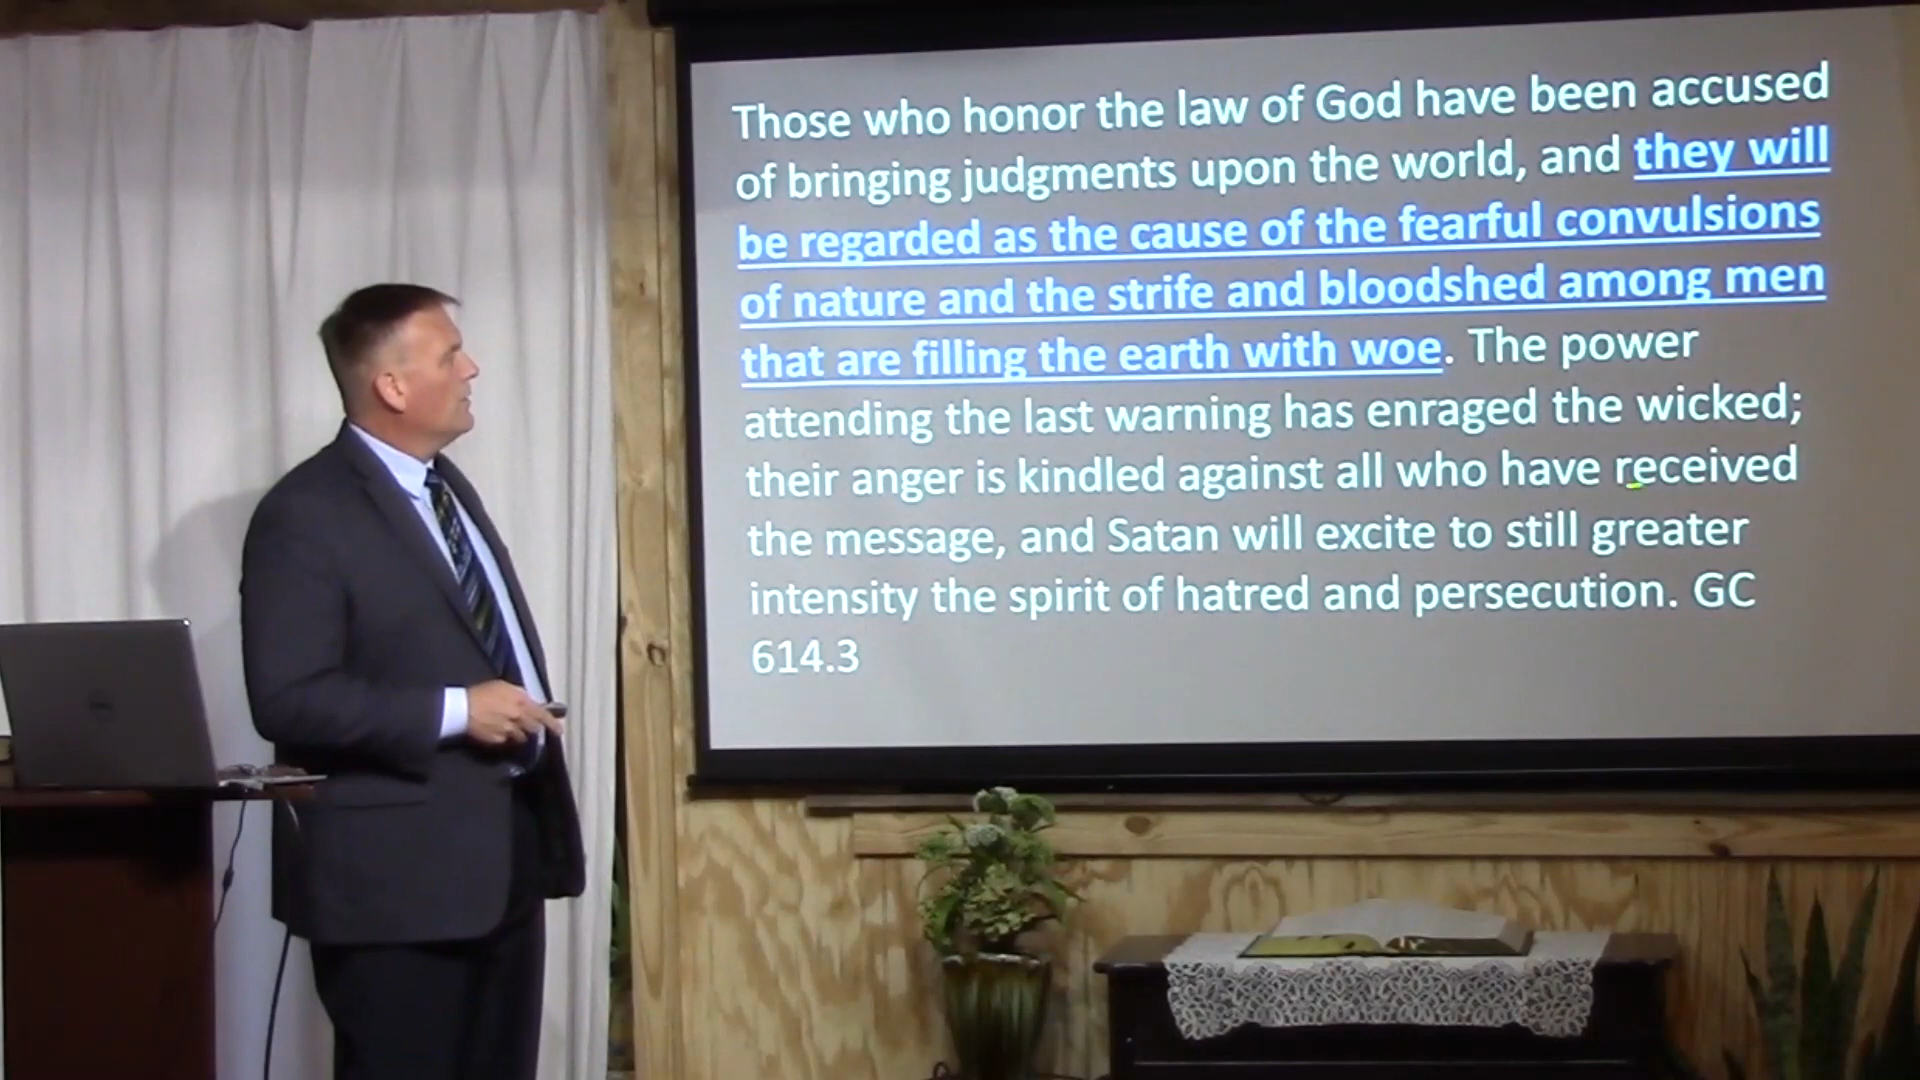 Those who honor the law of God have been accused
of bringing judgments upon the world, and they will
be regarded as the cause of the fearful convulsions
of nature and the strife and bloodshed among men
that are filling the earth with woe. The power
attending the last warning has enraged the wicked;
their anger is kindled against all who have received
the message, and Satan will excite to still greater
intensity the spirit of hatred and persecution. GC
614.3